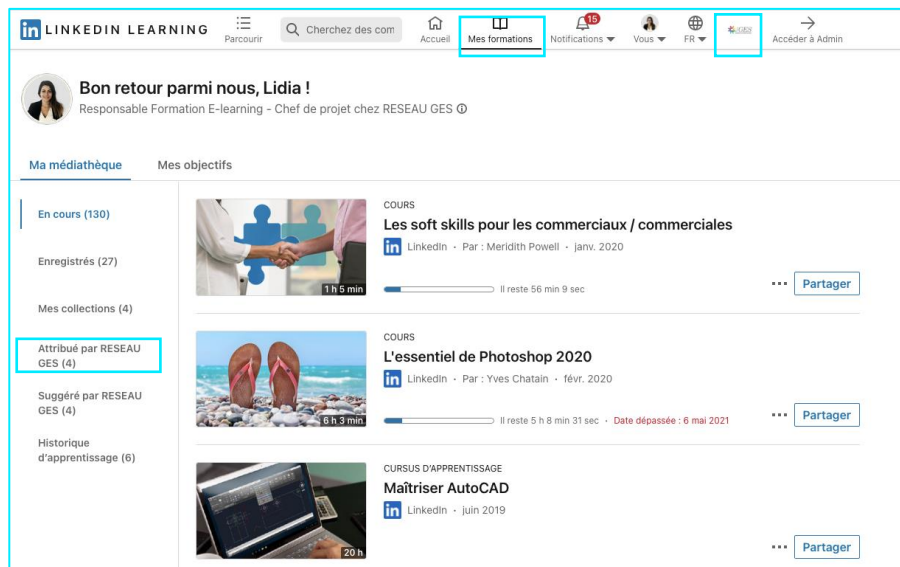 in LINKEDIN LEARNING
Parcourir
Cherchez des com
Accueil
Mes formations
15
Notifications
Vous
FR
GES
Accéder à Admin
Bon retour parmi nous, Lidia !
Responsable Formation E-learning - Chef de projet chez RESEAU GES
Ma médiathèque
Mes objectifs
En cours (130)
Enregistrés (27)
Mes collections (4)
Attribué par RESEAU
GES (4)
Suggéré par RESEAU
GES (4)
Historique
d'apprentissage (6)
COURS
Les soft skills pour les commerciaux / commerciales
in LinkedIn · Par : Meridith Powell · janv. 2020
1 h 5 min
Il reste 56 min 9 sec
Partager
COURS
L'essentiel de Photoshop 2020
in LinkedIn · Par : Yves Chatain · févr. 2020
6 h 3 min
Il reste 5 h 8 min 31 sec · Date dépassée : 6 mai 2021
Partager
CURSUS D'APPRENTISSAGE
Maîtriser AutoCAD
in LinkedIn · juin 2019
20 h
Partager